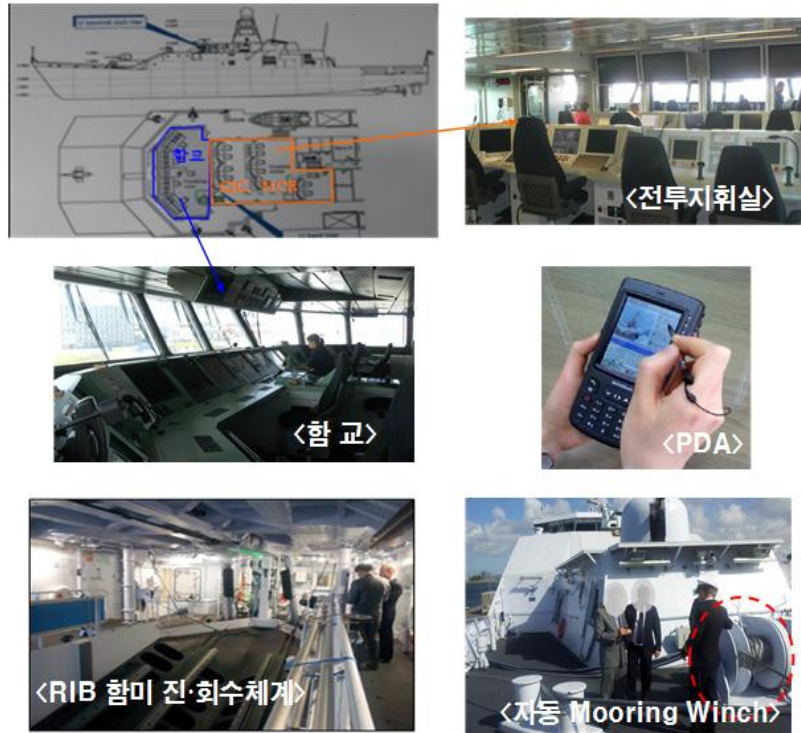 함교
<전투지휘실>
<함 교>
<PDA>
<RIB 함미 진·회수체계>
<자동 Mooring Winch>